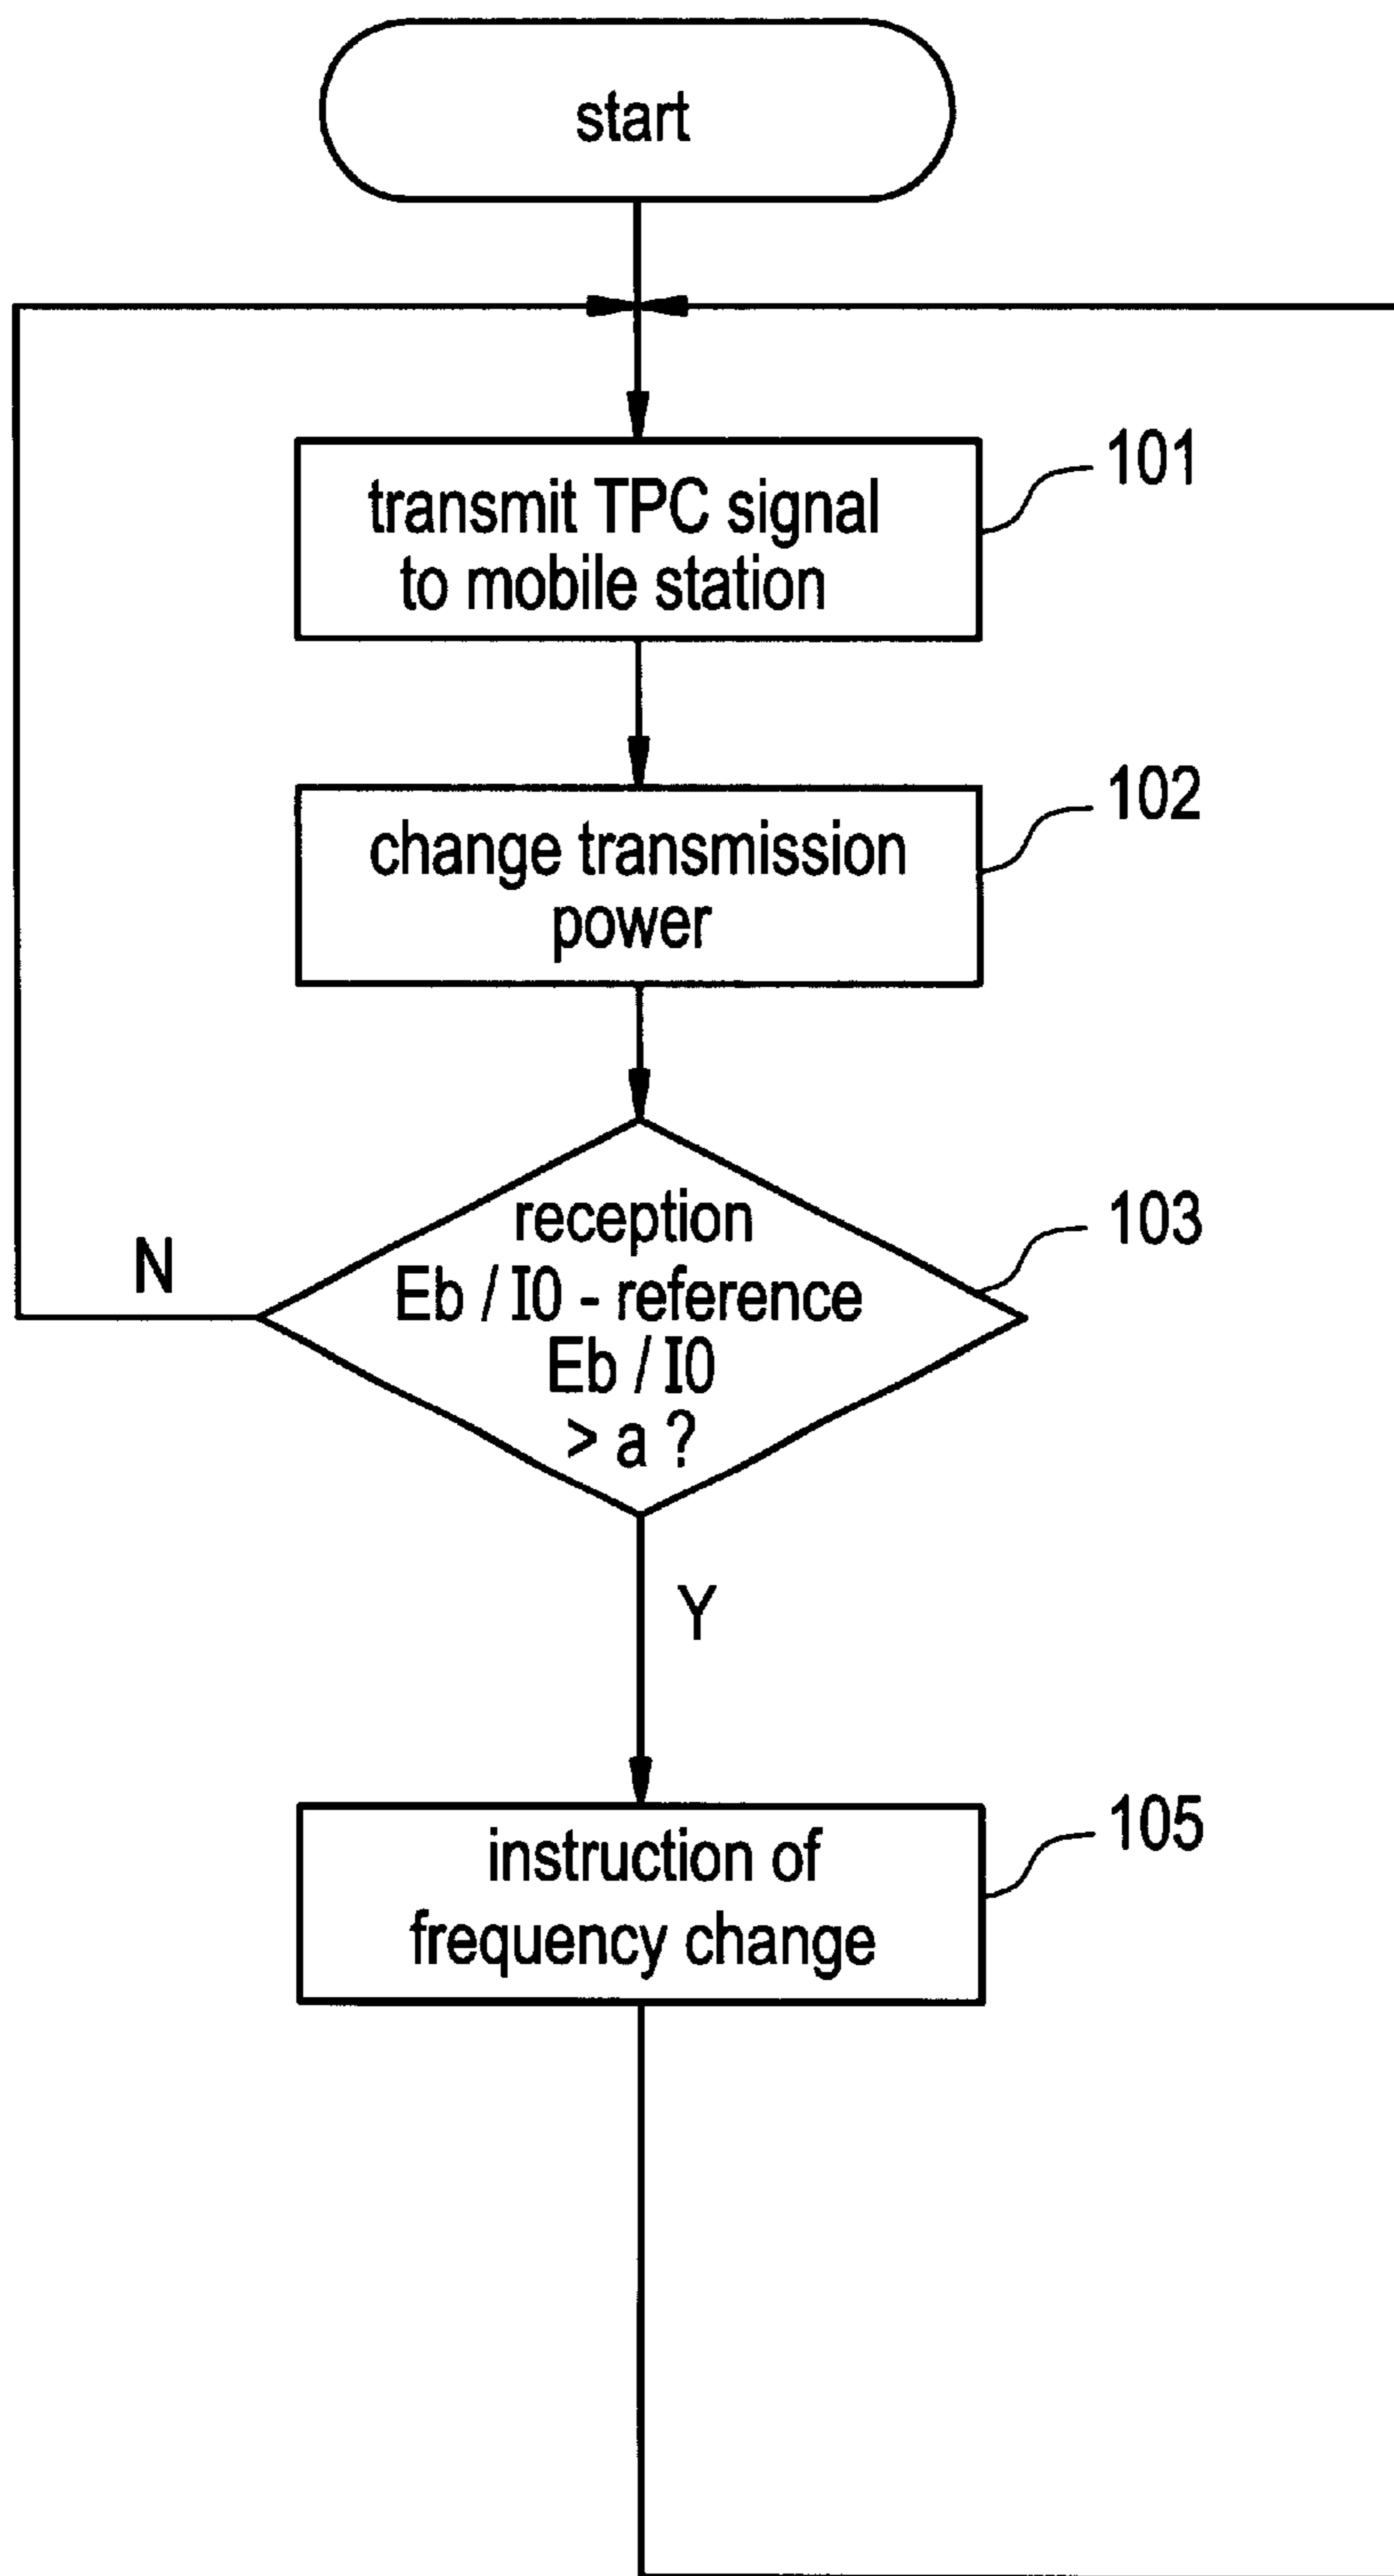 start
transmit TPC signal
to mobile station
101
change transmission
power
102
reception
Eb / I0 - reference
Eb / I0
> a ?
103
N
Y
instruction of
frequency change
105